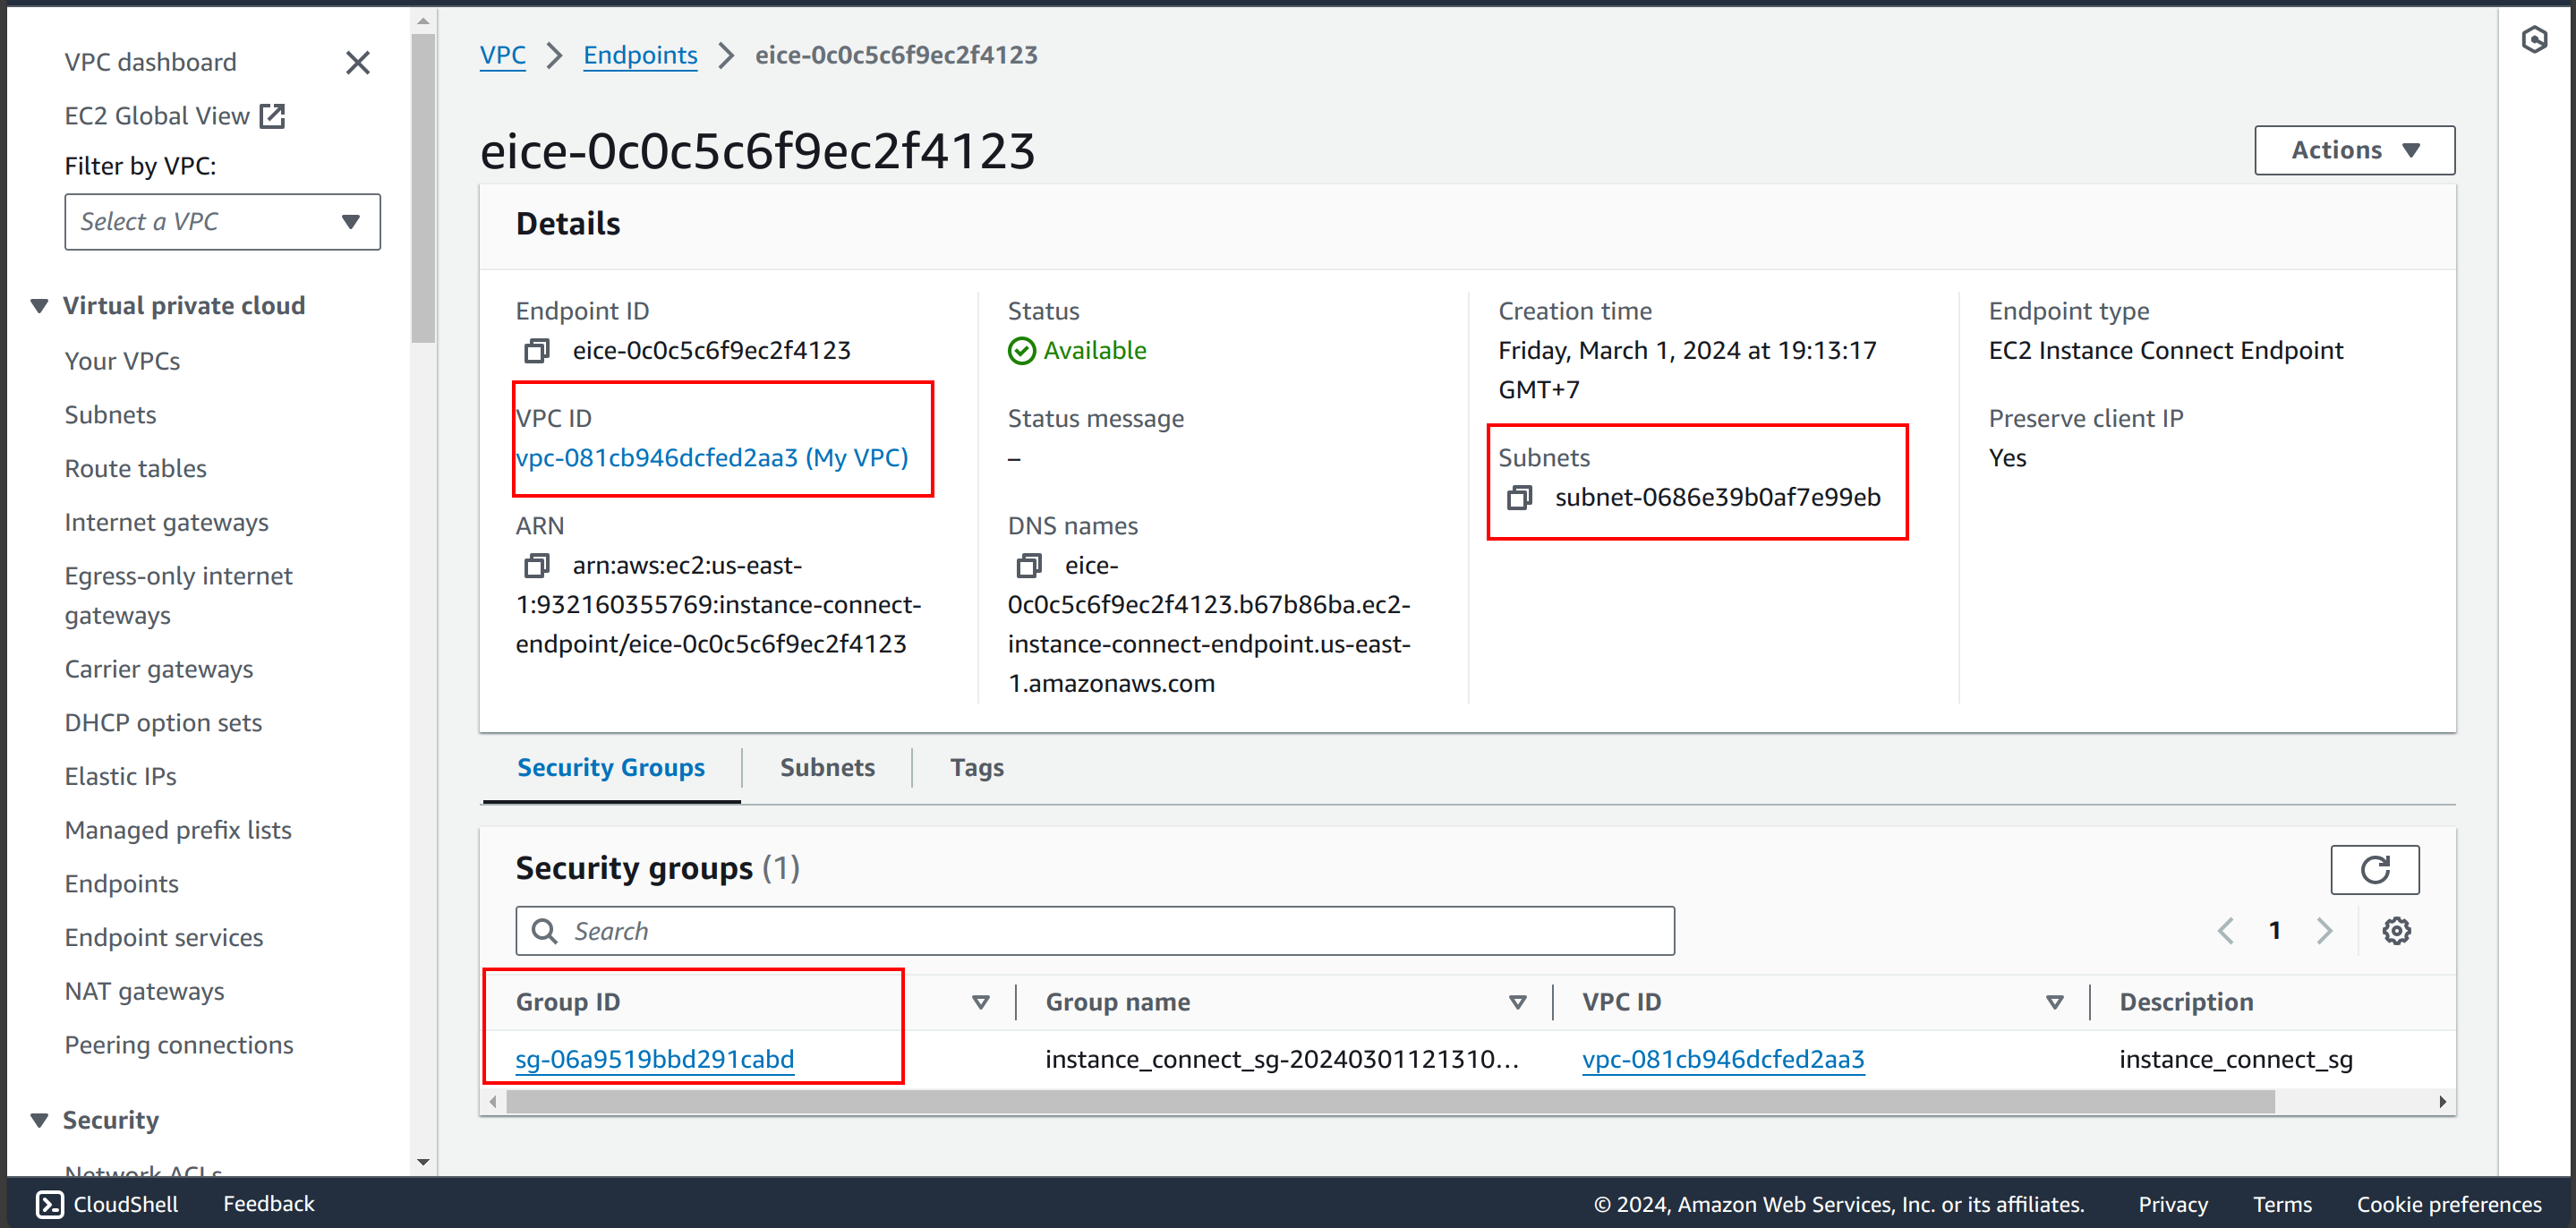 VPC dashboard
EC2 Global View
Filter by VPC:
Select a VPC
Virtual private cloud
Your VPCs
Subnets
Route tables
Internet gateways
Egress-only internet
gateways
Carrier gateways
DHCP option sets
Elastic IPs
Managed prefix lists
Endpoints
Endpoint services
NAT gateways
Peering connections
Security
Network ACLs
VPC > Endpoints > eice-0c0c5c6f9ec2f4123
eice-0c0c5c6f9ec2f4123
Actions
Details
Endpoint ID
eice-0c0c5c6f9ec2f4123
VPC ID
vpc-081cb946dcfed2aa3 (My VPC)
ARN
arn:aws:ec2:us-east-
1:932160355769:instance-connect-
endpoint/eice-0c0c5c6f9ec2f4123
Status
Available
Status message
–
DNS names
eice-
0c0c5c6f9ec2f4123.b67b86ba.ec2-
instance-connect-endpoint.us-east-
1.amazonaws.com
Creation time
Friday, March 1, 2024 at 19:13:17
GMT+7
Subnets
subnet-0686e39b0af7e99eb
Endpoint type
EC2 Instance Connect Endpoint
Preserve client IP
Yes
Security Groups
Subnets
Tags
Security groups (1)
Search
1
Group ID
Group name
VPC ID
Description
sg-06a9519bbd291cabd
instance_connect_sg-20240301121310...
vpc-081cb946dcfed2aa3
instance_connect_sg
CloudShell
Feedback
© 2024, Amazon Web Services, Inc. or its affiliates.
Privacy
Terms
Cookie preferences